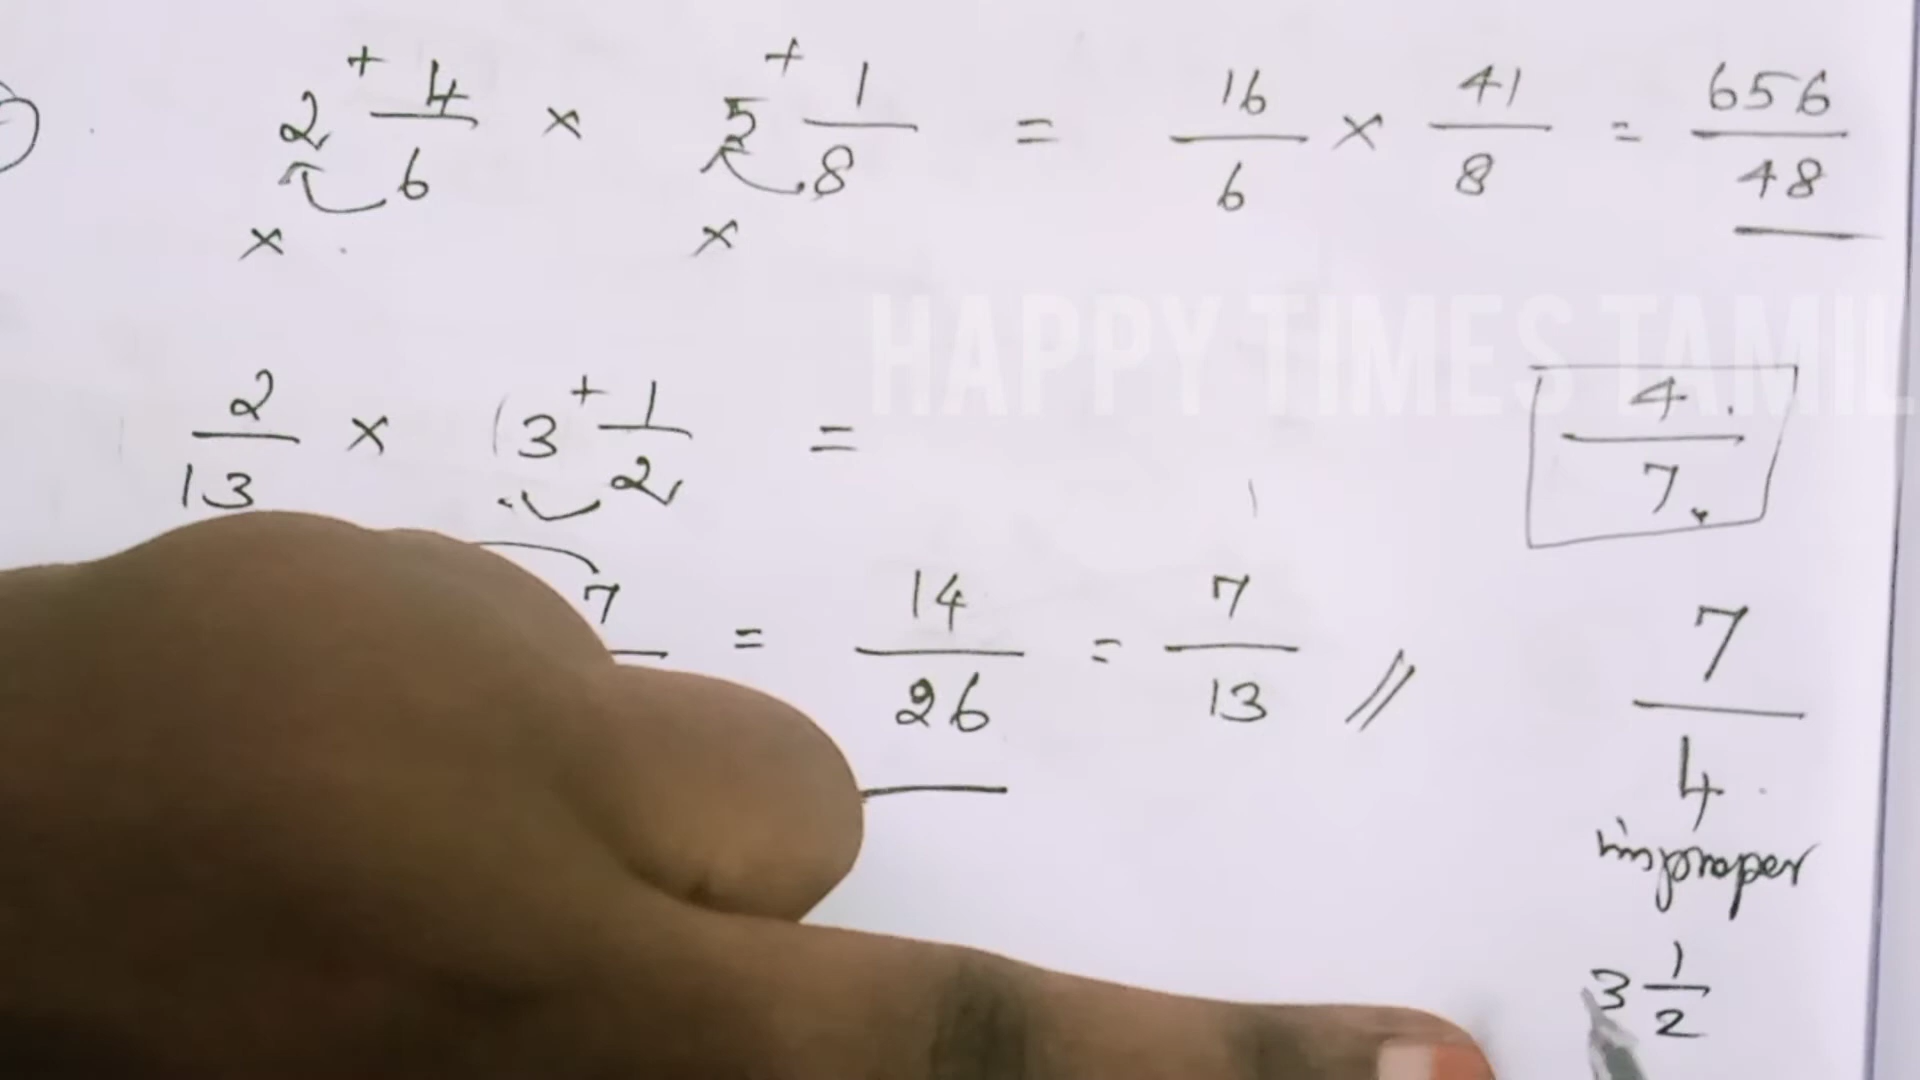 2 + 4/6 × 5 + 1/8 = 16/6 × 41/8 = 656/48
× ×
HAPPY TIMES TAMIL
2/13 × 3 + 1/2 =
4/7
7 = 14/26 = 7/13 //
7/4
improper
3 1/2